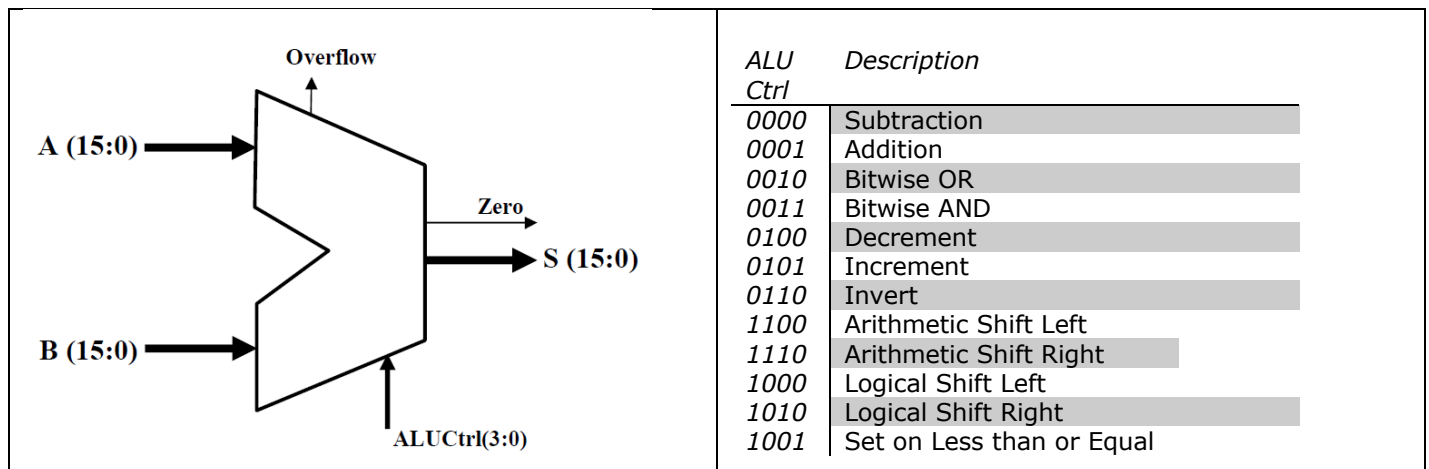 Overflow
A (15:0)
Zero
S (15:0)
B (15:0)
ALUCtrl(3:0)
ALU Description
Ctrl
0000 Subtraction
0001 Addition
0010 Bitwise OR
0011 Bitwise AND
0100 Decrement
0101 Increment
0110 Invert
1100 Arithmetic Shift Left
1110 Arithmetic Shift Right
1000 Logical Shift Left
1010 Logical Shift Right
1001 Set on Less than or Equal